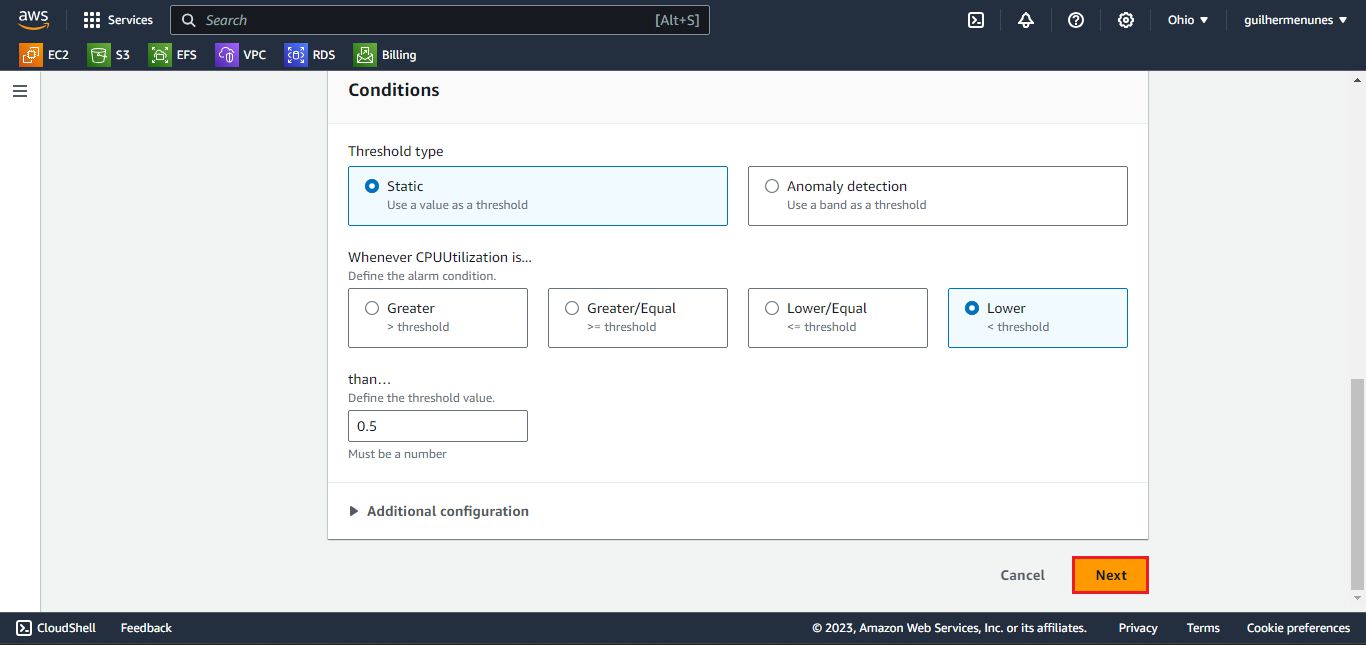 aws
Services
Search
[Alt+S]
Ohio
guilhermenunes
EC2
S3
EFS
VPC
RDS
Billing
Conditions
Threshold type
Static
Use a value as a threshold
Anomaly detection
Use a band as a threshold
Whenever CPUUtilization is...
Define the alarm condition.
Greater
> threshold
Greater/Equal
>= threshold
Lower/Equal
<= threshold
Lower
< threshold
than…
Define the threshold value.
0.5
Must be a number
Additional configuration
Cancel
Next
CloudShell
Feedback
© 2023, Amazon Web Services, Inc. or its affiliates.
Privacy
Terms
Cookie preferences